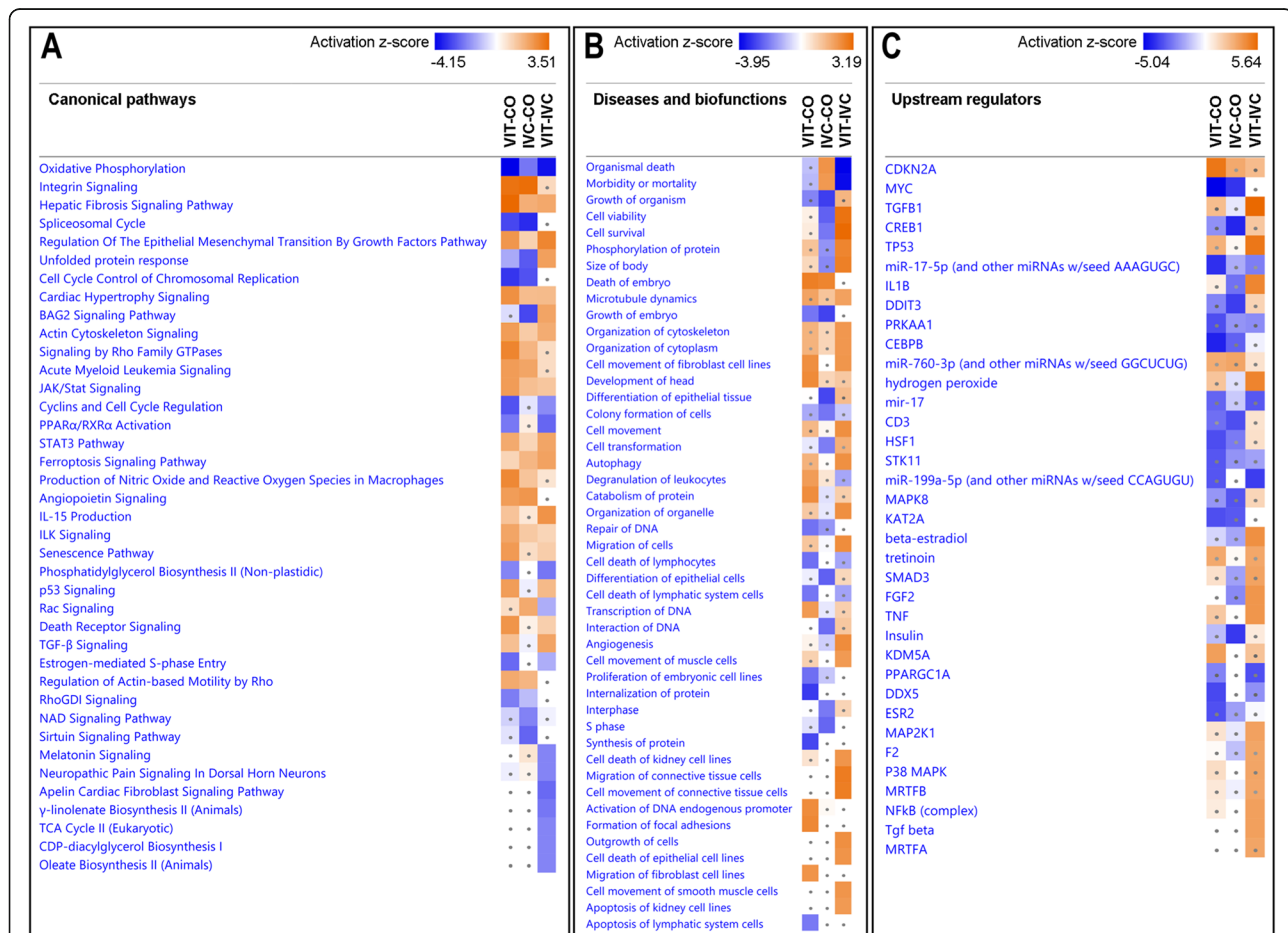 A
Activation z-score
-4.15 3.51
Canonical pathways
VIT-CO
IVC-CO
VIT-IVC
Oxidative Phosphorylation
Integrin Signaling
Hepatic Fibrosis Signaling Pathway
Spliceosomal Cycle
Regulation Of The Epithelial Mesenchymal Transition By Growth Factors Pathway
Unfolded protein response
Cell Cycle Control of Chromosomal Replication
Cardiac Hypertrophy Signaling
BAG2 Signaling Pathway
Actin Cytoskeleton Signaling
Signaling by Rho Family GTPases
Acute Myeloid Leukemia Signaling
JAK/Stat Signaling
Cyclins and Cell Cycle Regulation
PPARα/RXRα Activation
STAT3 Pathway
Ferroptosis Signaling Pathway
Production of Nitric Oxide and Reactive Oxygen Species in Macrophages
Angiopoietin Signaling
IL-15 Production
ILK Signaling
Senescence Pathway
Phosphatidylglycerol Biosynthesis II (Non-plastidic)
p53 Signaling
Rac Signaling
Death Receptor Signaling
TGF-β Signaling
Estrogen-mediated S-phase Entry
Regulation of Actin-based Motility by Rho
RhoGDI Signaling
NAD Signaling Pathway
Sirtuin Signaling Pathway
Melatonin Signaling
Neuropathic Pain Signaling In Dorsal Horn Neurons
Apelin Cardiac Fibroblast Signaling Pathway
γ-linolenate Biosynthesis II (Animals)
TCA Cycle II (Eukaryotic)
CDP-diacylglycerol Biosynthesis I
Oleate Biosynthesis II (Animals)
B
Activation z-score
-3.95 3.19
Diseases and biofunctions
VIT-CO
IVC-CO
VIT-IVC
Organismal death
Morbidity or mortality
Growth of organism
Cell viability
Cell survival
Phosphorylation of protein
Size of body
Death of embryo
Microtubule dynamics
Growth of embryo
Organization of cytoskeleton
Organization of cytoplasm
Cell movement of fibroblast cell lines
Development of head
Differentiation of epithelial tissue
Colony formation of cells
Cell movement
Cell transformation
Autophagy
Degranulation of leukocytes
Catabolism of protein
Organization of organelle
Repair of DNA
Migration of cells
Cell death of lymphocytes
Differentiation of epithelial cells
Cell death of lymphatic system cells
Transcription of DNA
Interaction of DNA
Angiogenesis
Cell movement of muscle cells
Proliferation of embryonic cell lines
Internalization of protein
Interphase
S phase
Synthesis of protein
Cell death of kidney cell lines
Migration of connective tissue cells
Cell movement of connective tissue cells
Activation of DNA endogenous promoter
Formation of focal adhesions
Outgrowth of cells
Cell death of epithelial cell lines
Migration of fibroblast cell lines
Cell movement of smooth muscle cells
Apoptosis of kidney cell lines
Apoptosis of lymphatic system cells
C
Activation z-score
-5.04 5.64
Upstream regulators
VIT-CO
IVC-CO
VIT-IVC
CDKN2A
MYC
TGFB1
CREB1
TP53
miR-17-5p (and other miRNAs w/seed AAAGUGC)
IL1B
DDIT3
PRKAA1
CEBPB
miR-760-3p (and other miRNAs w/seed GGCUCUG)
hydrogen peroxide
mir-17
CD3
HSF1
STK11
miR-199a-5p (and other miRNAs w/seed CCAGUGU)
MAPK8
KAT2A
beta-estradiol
tretinoin
SMAD3
FGF2
TNF
Insulin
KDM5A
PPARGC1A
DDX5
ESR2
MAP2K1
F2
P38 MAPK
MRTFB
NFkB (complex)
Tgf beta
MRTFA